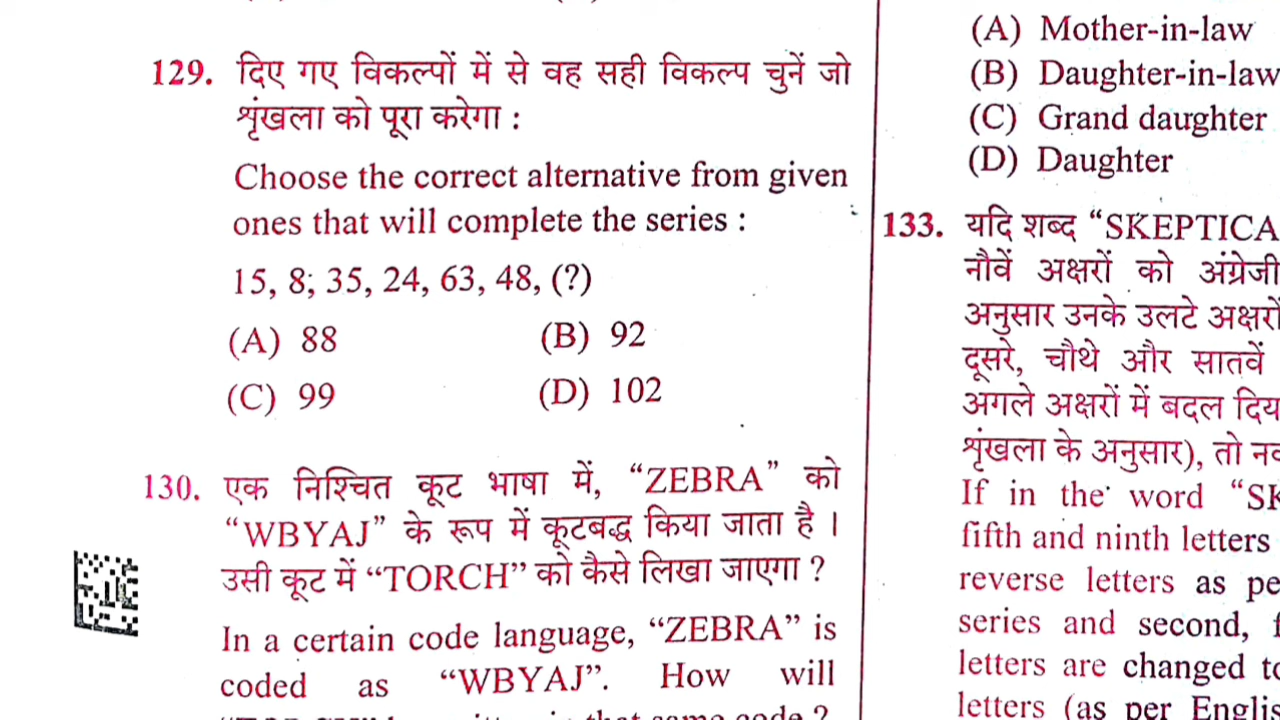 129. दिए गए विकल्पों में से वह सही विकल्प चुनें जो
शृंखला को पूरा करेगा :
Choose the correct alternative from given
ones that will complete the series :
15, 8; 35, 24, 63, 48, (?)
(A) 88 (B) 92
(C) 99 (D) 102
130. एक निश्चित कूट भाषा में, “ZEBRA” को
“WBYAJ” के रूप में कूटबद्ध किया जाता है ।
उसी कूट में “TORCH” को कैसे लिखा जाएगा ?
In a certain code language, “ZEBRA” is
coded as “WBYAJ”. How will
(A) Mother-in-law
(B) Daughter-in-law
(C) Grand daughter
(D) Daughter
133. यदि शब्द “SKEPTICA
नौवें अक्षरों को अंग्रेजी
अनुसार उनके उलटे अक्षरों
दूसरे, चौथे और सातवें
अगले अक्षरों में बदल दिय
शृंखला के अनुसार), तो
If in the word “SK
fifth and ninth letters
reverse letters as pe
series and second,
letters are changed to
letters (as per Englis